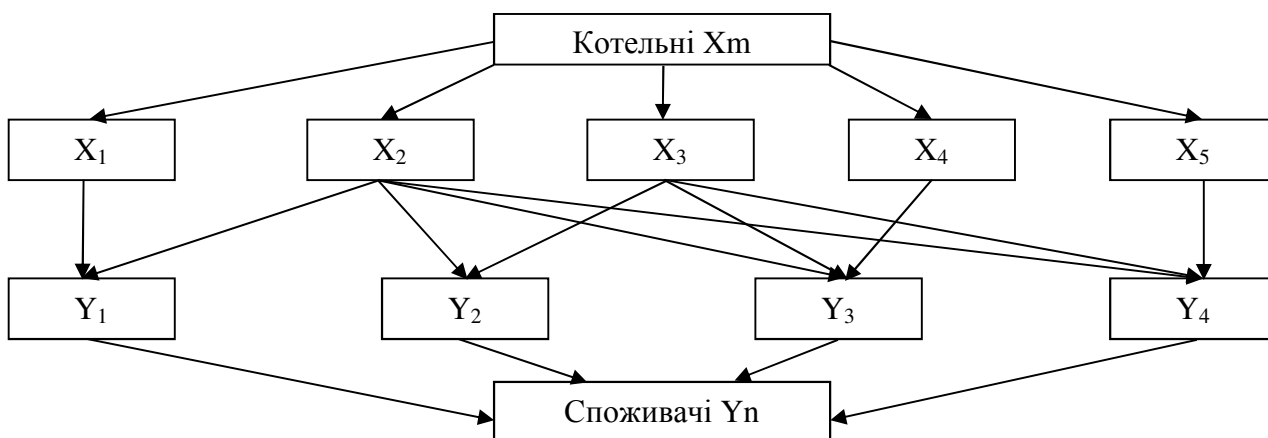 Котельні Xm
X₁
X₂
X₃
X₄
X₅
Y₁
Y₂
Y₃
Y₄
Споживачі Yn